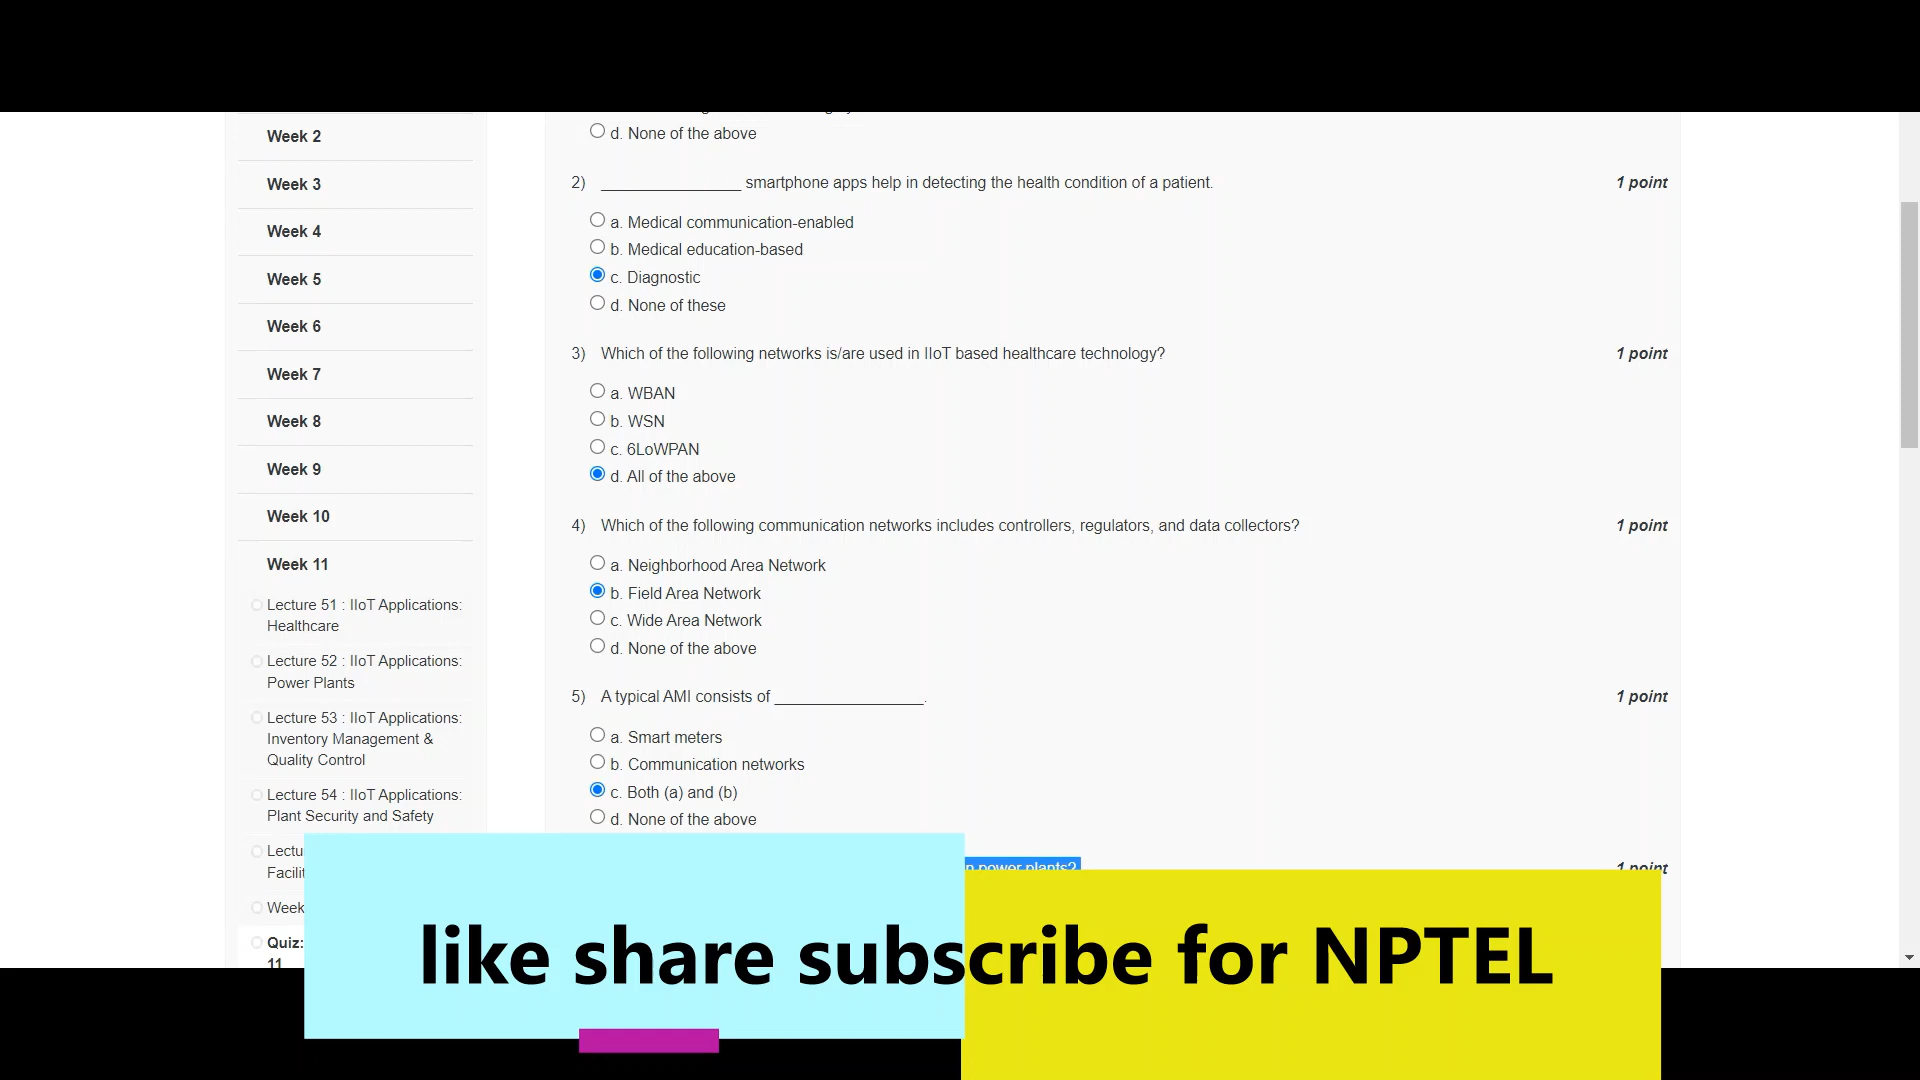 Week 2
Week 3
Week 4
Week 5
Week 6
Week 7
Week 8
Week 9
Week 10
Week 11
Lecture 51 : IIoT Applications:
Healthcare
Lecture 52 : IIoT Applications:
Power Plants
Lecture 53 : IIoT Applications:
Inventory Management &
Quality Control
Lecture 54 : IIoT Applications:
Plant Security and Safety
Lectu
Facilit
Week
Quiz:
11
d. None of the above
2) ________________ smartphone apps help in detecting the health condition of a patient. 1 point
a. Medical communication-enabled
b. Medical education-based
c. Diagnostic
d. None of these
3) Which of the following networks is/are used in IIoT based healthcare technology? 1 point
a. WBAN
b. WSN
c. 6LoWPAN
d. All of the above
4) Which of the following communication networks includes controllers, regulators, and data collectors? 1 point
a. Neighborhood Area Network
b. Field Area Network
c. Wide Area Network
d. None of the above
5) A typical AMI consists of _________________. 1 point
a. Smart meters
b. Communication networks
c. Both (a) and (b)
d. None of the above
n power plants? 1 point
like share subscribe for NPTEL